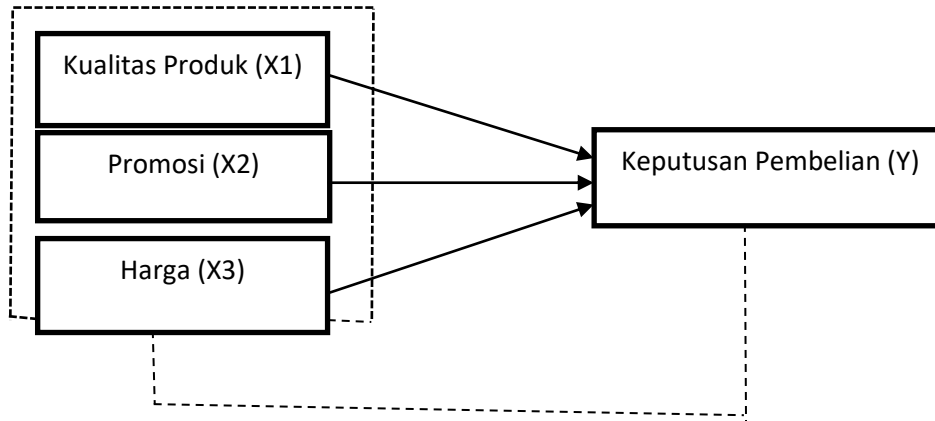 Kualitas Produk (X1)
Promosi (X2)
Keputusan Pembelian (Y)
Harga (X3)